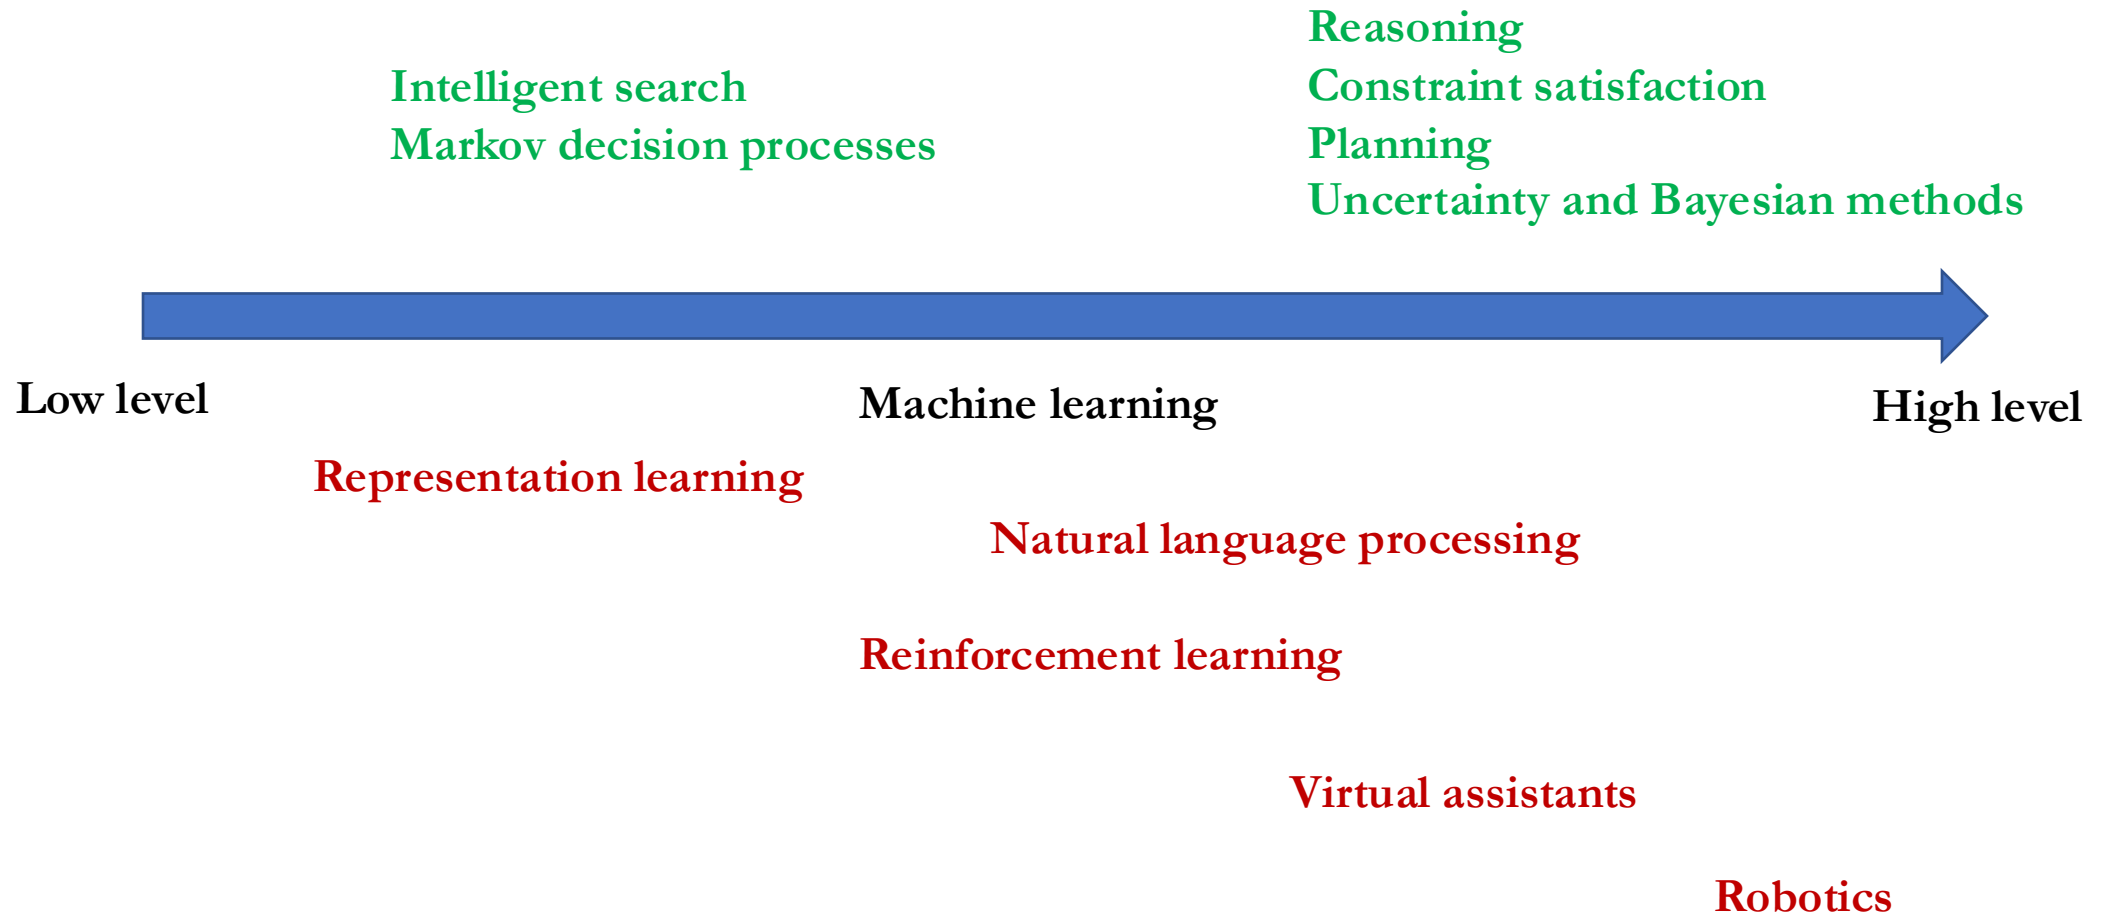 Reasoning
Intelligent search
Constraint satisfaction
Markov decision processes
Planning
Uncertainty and Bayesian methods
Low level
Machine learning
High level
Representation learning
Natural language processing
Reinforcement learning
Virtual assistants
Robotics